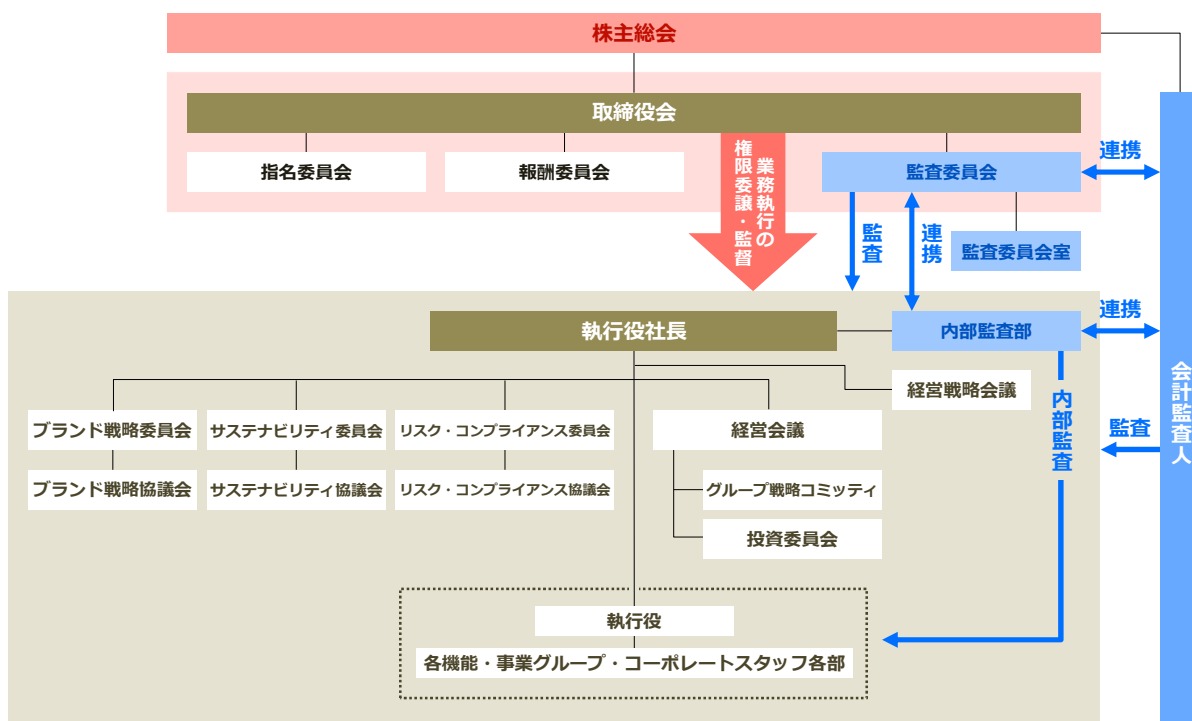 株主総会
取締役会
指名委員会
報酬委員会
業務執行の
権限委譲・監督
監査委員会
連携
監査
連携
監査委員会室
執行役社長
内部監査部
連携
会計監査人
経営戦略会議
内部監査
監査
ブランド戦略委員会
サステナビリティ委員会
リスク・コンプライアンス委員会
経営会議
ブランド戦略協議会
サステナビリティ協議会
リスク・コンプライアンス協議会
グループ戦略コミッティ
投資委員会
執行役
各機能・事業グループ・コーポレートスタッフ各部